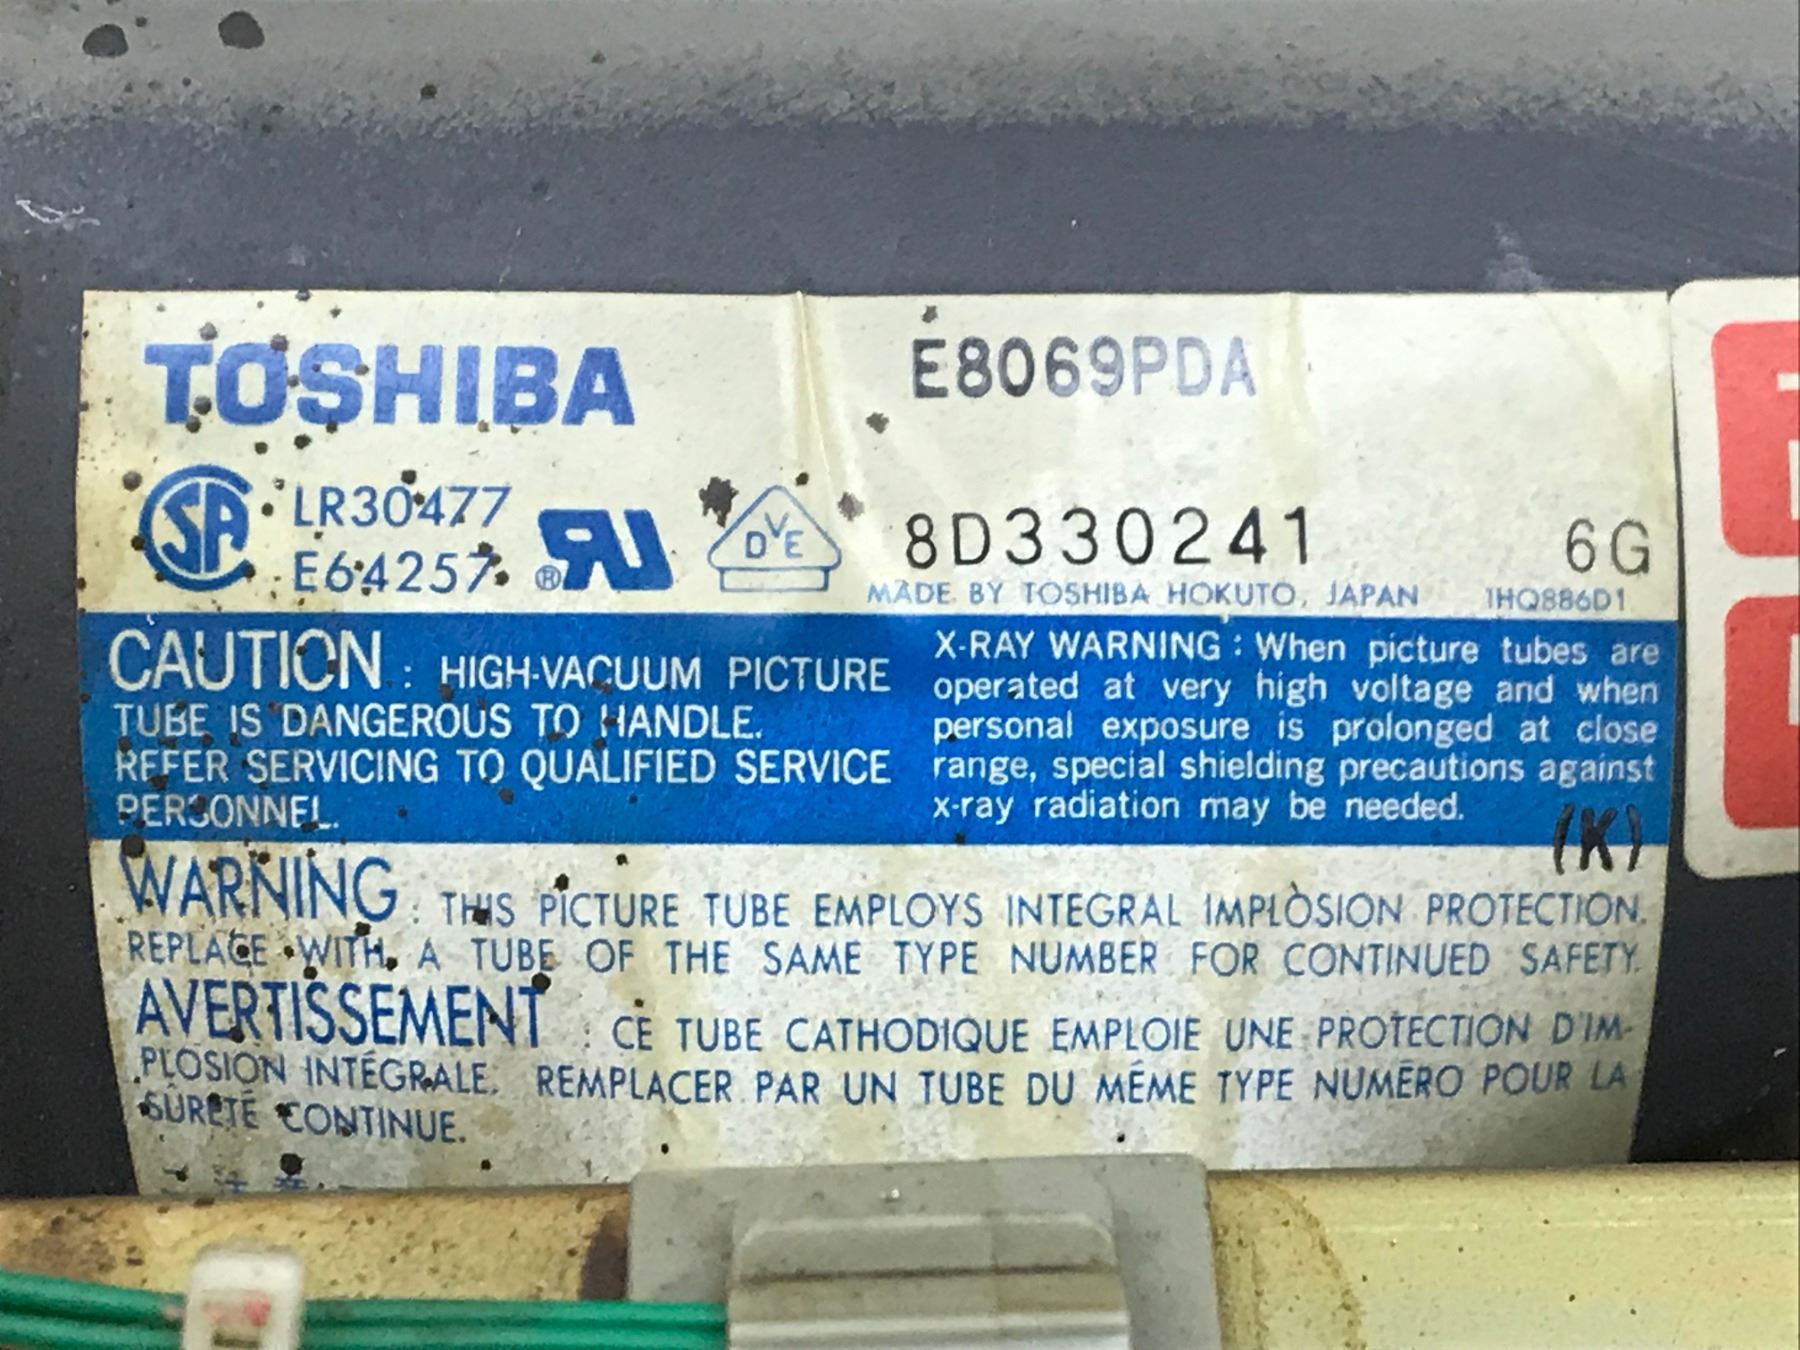 TOSHIBA
E8069PDA
SA
LR30477
E64257
®
DVE
8D330241 6G
MADE BY TOSHIBA HOKUTO, JAPAN 1HQ886D1
CAUTION : HIGH-VACUUM PICTURE
TUBE IS DANGEROUS TO HANDLE.
REFER SERVICING TO QUALIFIED SERVICE
PERSONNEL.
X-RAY WARNING : When picture tubes are
operated at very high voltage and when
personal exposure is prolonged at close
range, special shielding precautions against
x-ray radiation may be needed.
(K)
WARNING : THIS PICTURE TUBE EMPLOYS INTEGRAL IMPLOSION PROTECTION.
REPLACE WITH A TUBE OF THE SAME TYPE NUMBER FOR CONTINUED SAFETY.
AVERTISSEMENT : CE TUBE CATHODIQUE EMPLOIE UNE PROTECTION D'IM-
PLOSION INTÉGRALE. REMPLACER PAR UN TUBE DU MÉME TYPE NUMÉRO POUR LA
SÛRETÉ CONTINUE.